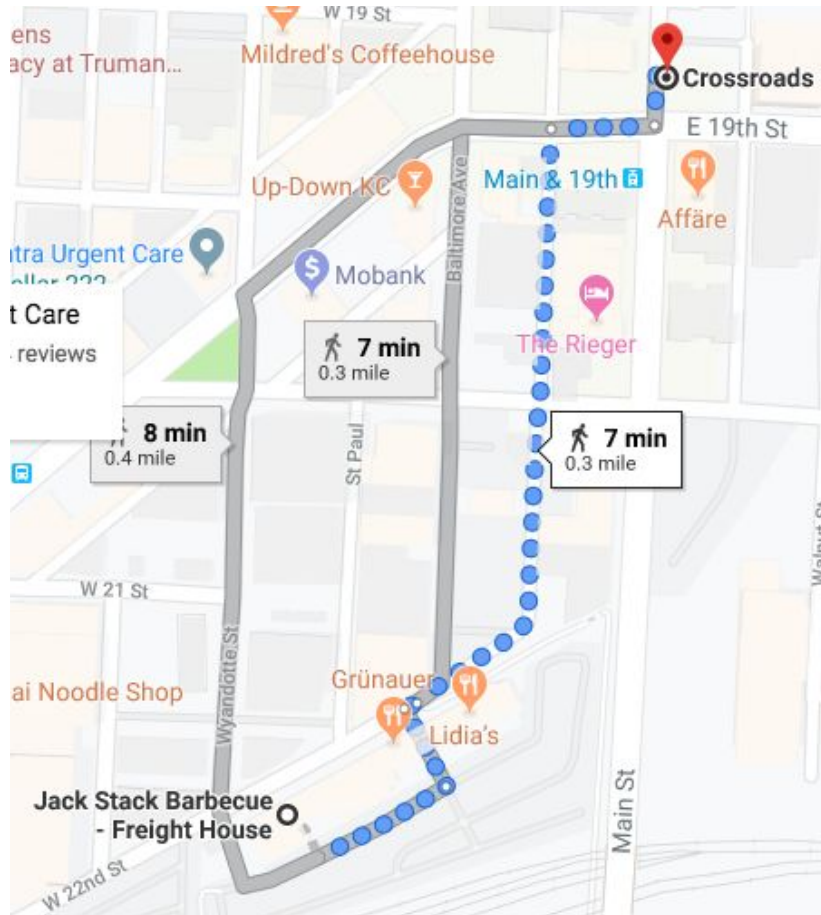 W 19 St
ens
acy at Truman...
Mildred's Coffeehouse
Crossroads
E 19th St
Up-Down KC
Baltimore Ave
Main & 19th
Affäre
ntra Urgent Care
Mobank
t Care
reviews
7 min
0.3 mile
The Rieger
8 min
0.4 mile
St Paul
7 min
0.3 mile
W 21 St
Walnut St
Wyandotte St
ai Noodle Shop
Grünauer
Lidia's
Jack Stack Barbecue
- Freight House
Main St
W 22nd St